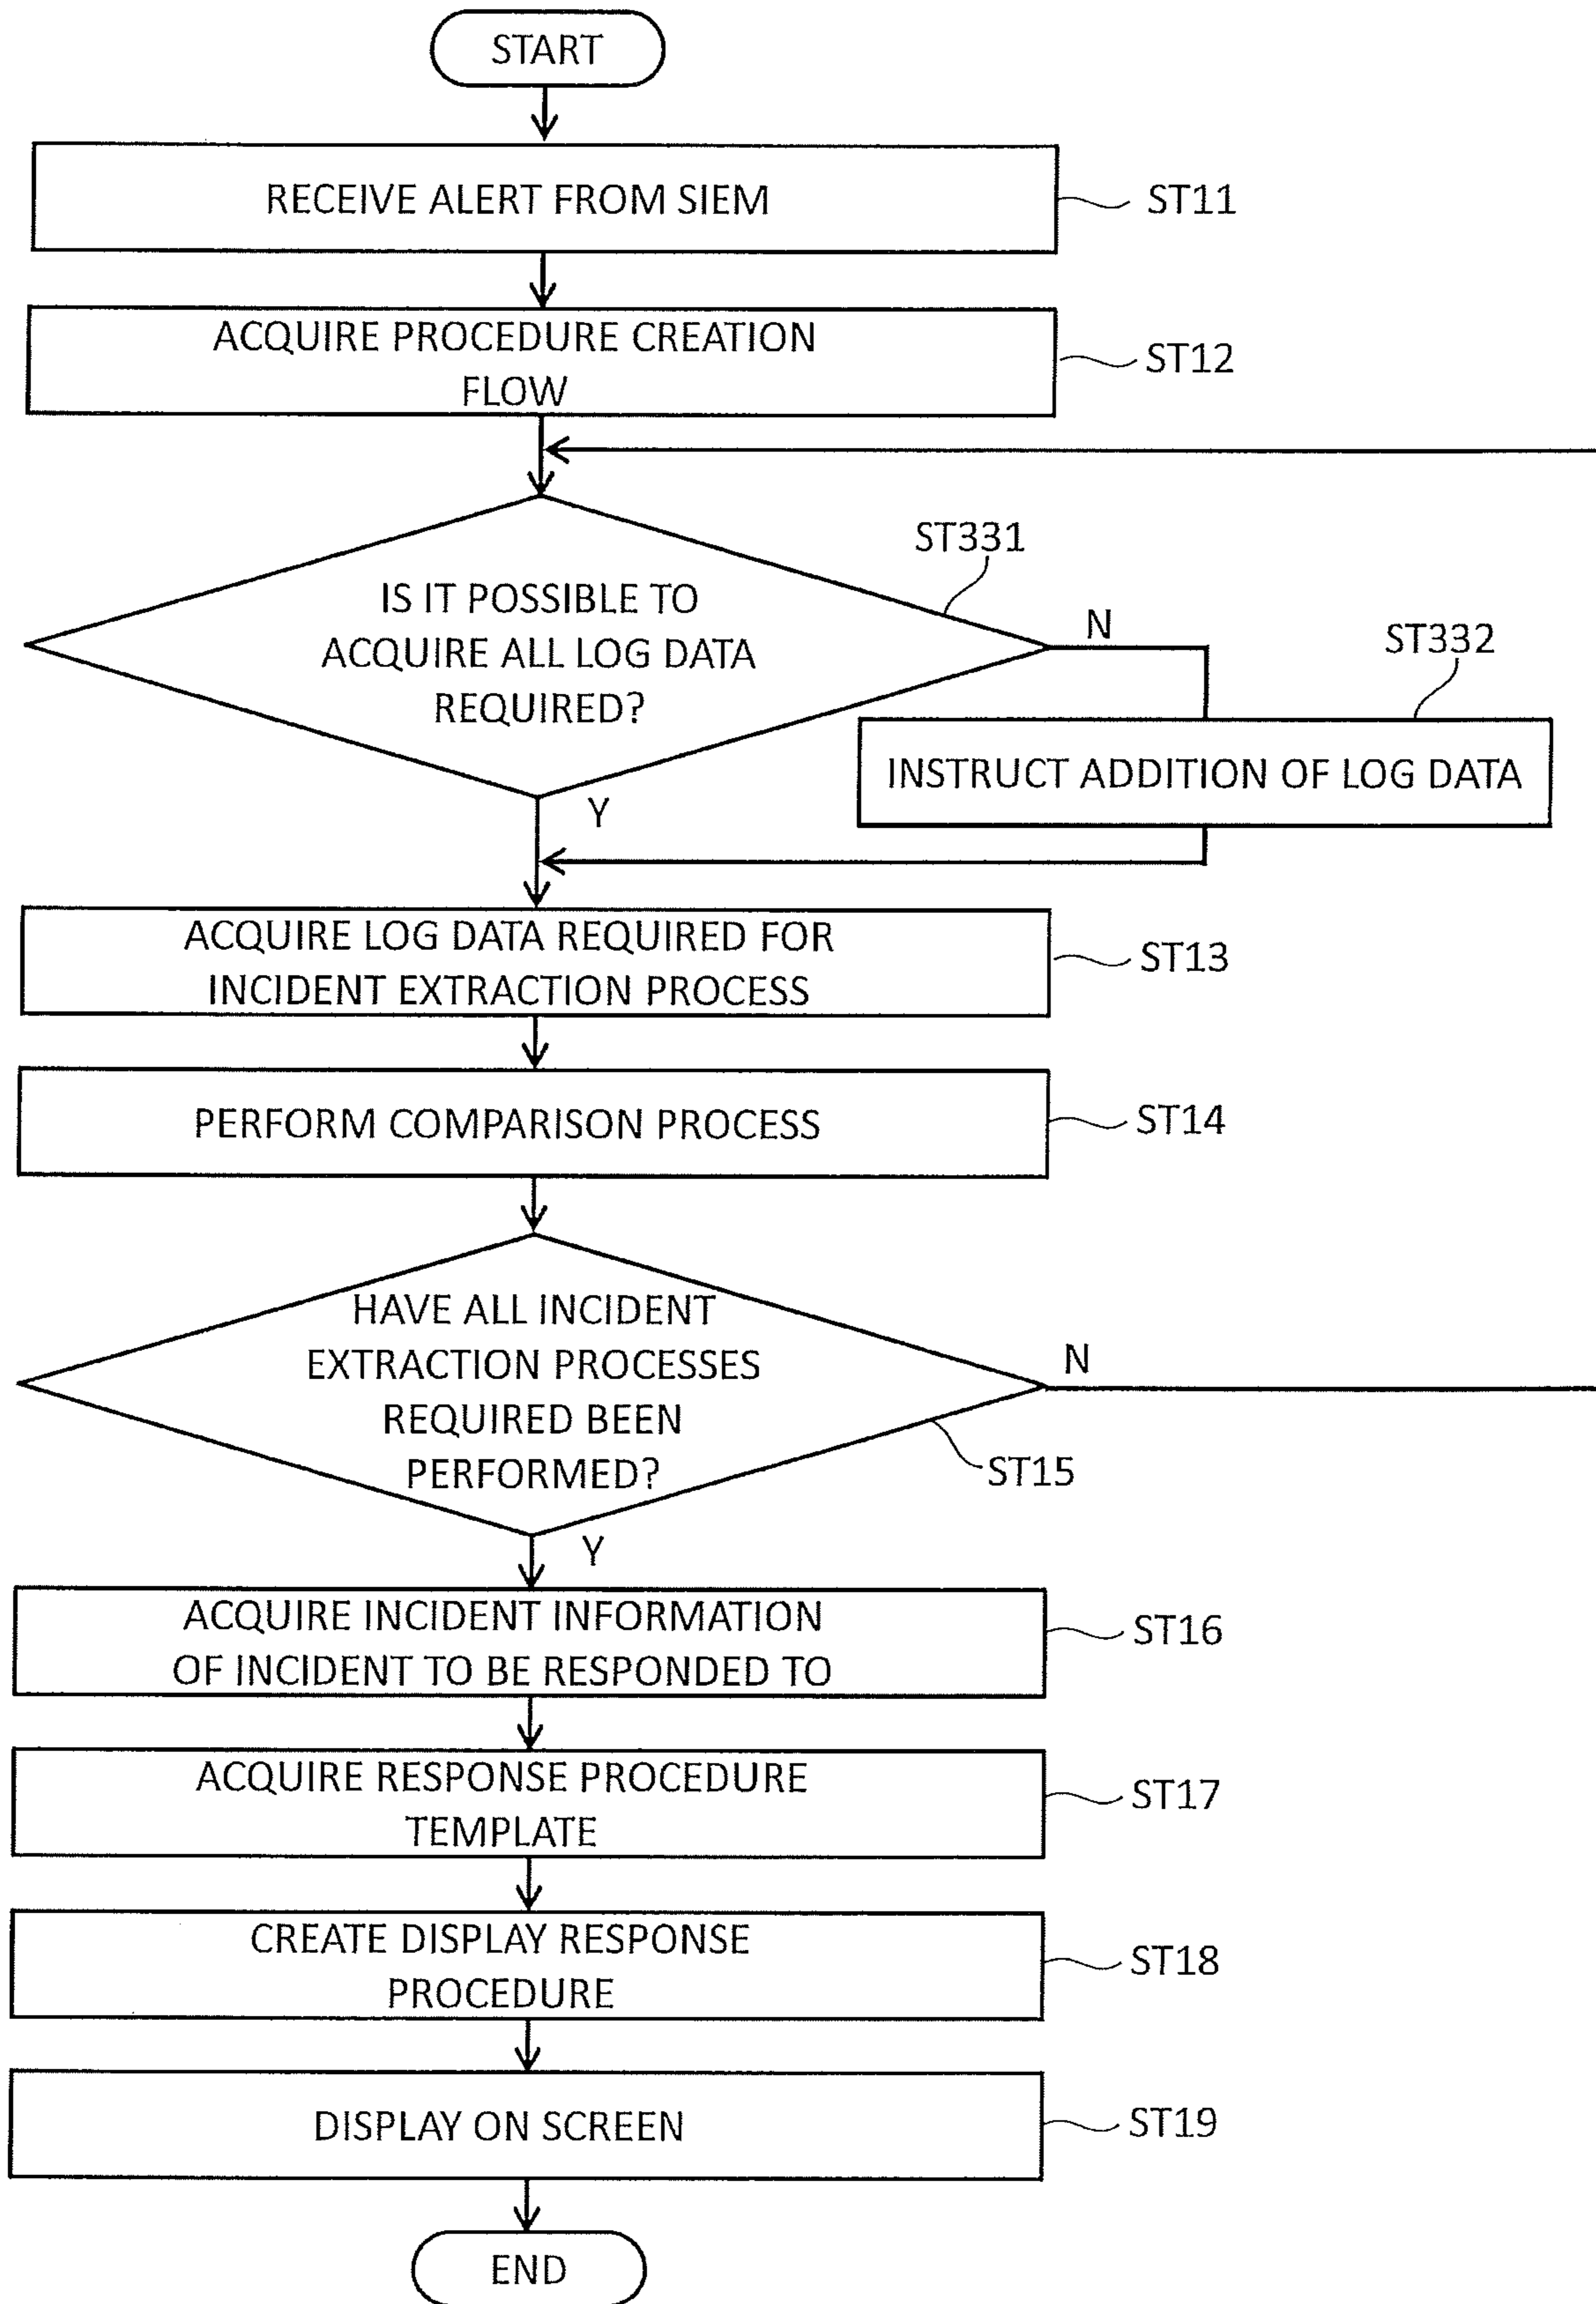 START
RECEIVE ALERT FROM SIEM
ST11
ACQUIRE PROCEDURE CREATION
FLOW
ST12
ST331
IS IT POSSIBLE TO
ACQUIRE ALL LOG DATA
REQUIRED?
N
ST332
INSTRUCT ADDITION OF LOG DATA
Y
ACQUIRE LOG DATA REQUIRED FOR
INCIDENT EXTRACTION PROCESS
ST13
PERFORM COMPARISON PROCESS
ST14
HAVE ALL INCIDENT
EXTRACTION PROCESSES
REQUIRED BEEN
PERFORMED?
N
ST15
Y
ACQUIRE INCIDENT INFORMATION
OF INCIDENT TO BE RESPONDED TO
ST16
ACQUIRE RESPONSE PROCEDURE
TEMPLATE
ST17
CREATE DISPLAY RESPONSE
PROCEDURE
ST18
DISPLAY ON SCREEN
ST19
END